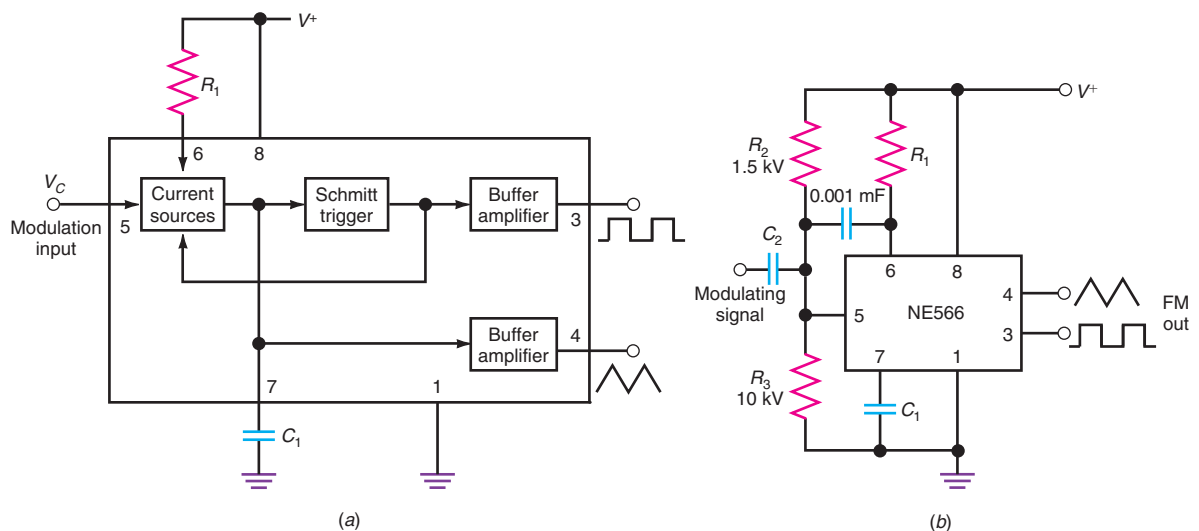 V+
R1
6
8
VC
Modulation
input
5
Current
sources
Schmitt
trigger
Buffer
amplifier
3
Buffer
amplifier
4
7
1
C1
(a)
V+
R2
1.5 kV
R1
0.001 mF
C2
Modulating
signal
6
8
5
NE566
4
3
FM
out
7
1
R3
10 kV
C1
(b)